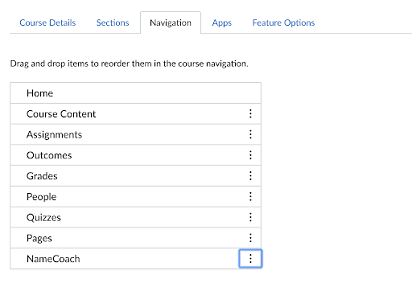 Course Details Sections Navigation Apps Feature Options
Drag and drop items to reorder them in the course navigation.
Home
Course Content
Assignments
Outcomes
Grades
People
Quizzes
Pages
NameCoach